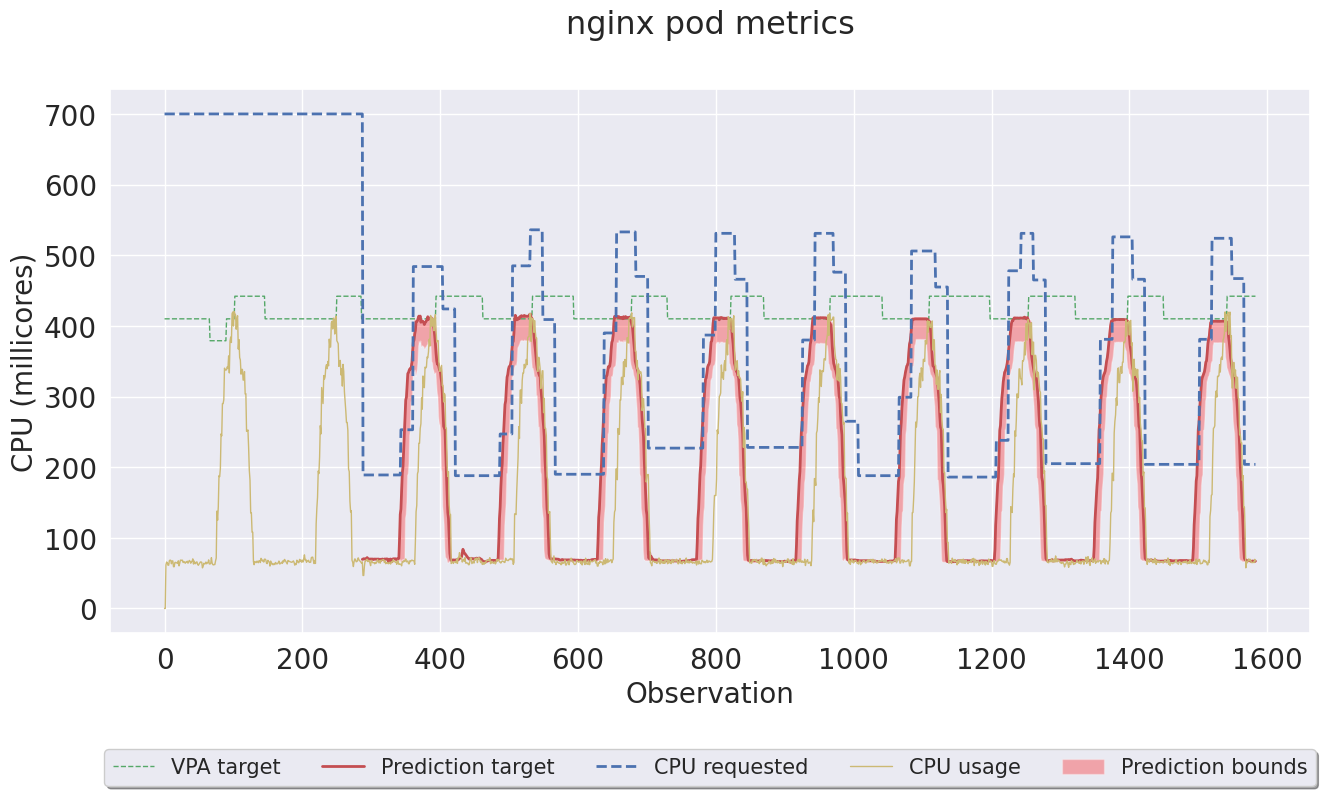 nginx pod metrics
700
600
500
400
300
200
100
0
CPU (millicores)
0 200 400 600 800 1000 1200 1400 1600
Observation
VPA target Prediction target CPU requested CPU usage Prediction bounds